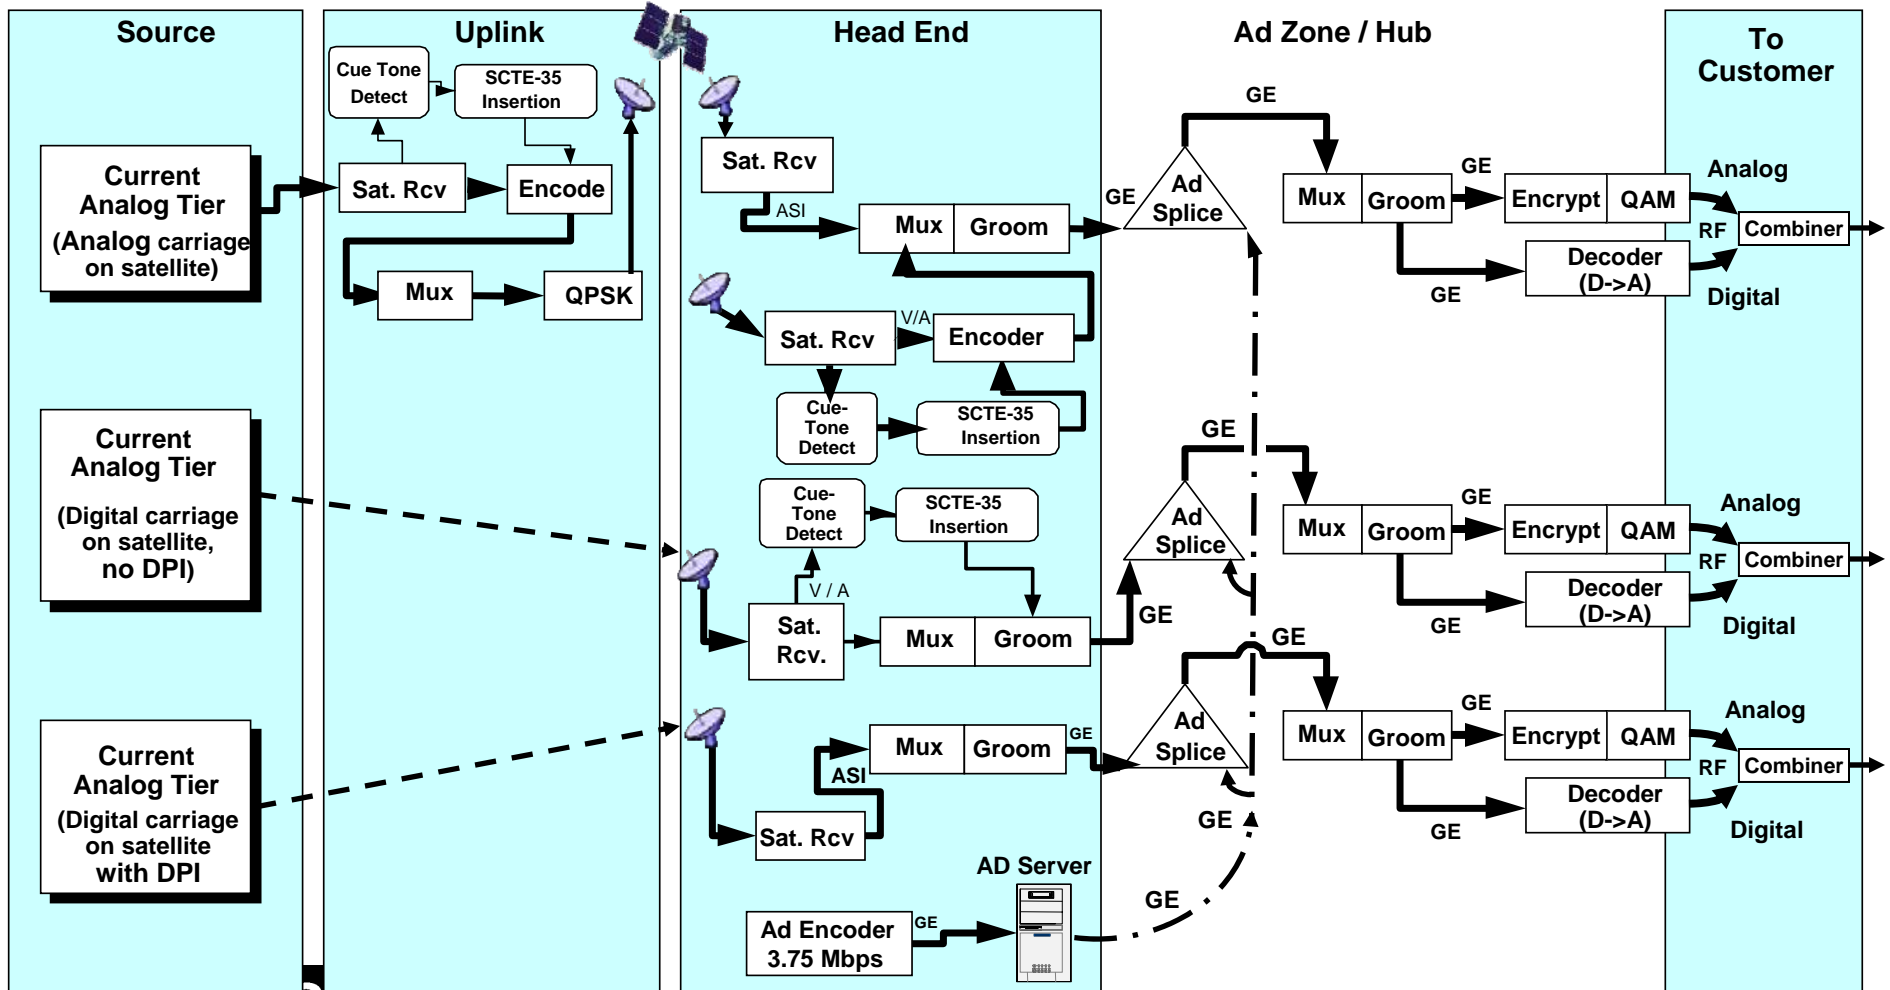 Source
Uplink
Head End
Ad Zone / Hub
To
Customer
Current
Analog Tier
(Analog carriage
on satellite)
Cue Tone
Detect
SCTE-35
Insertion
Sat. Rcv
Encode
Mux
QPSK
Sat. Rcv
ASI
Mux
Groom
GE
Sat. Rcv
V/A
Encoder
Cue-
Tone
Detect
SCTE-35
Insertion
Ad
Splice
GE
Mux
Groom
GE
Encrypt
QAM
GE
Decoder
(D->A)
Analog
RF
Digital
Combiner
Current
Analog Tier
(Digital carriage
on satellite,
no DPI)
Cue-
Tone
Detect
SCTE-35
Insertion
V / A
Sat.
Rcv.
Mux
Groom
GE
Ad
Splice
GE
Mux
Groom
GE
Encrypt
QAM
GE
Decoder
(D->A)
Analog
RF
Digital
Combiner
Current
Analog Tier
(Digital carriage
on satellite
with DPI
Sat. Rcv
ASI
Mux
Groom
GE
Ad
Splice
GE
Mux
Groom
GE
Encrypt
QAM
GE
Decoder
(D->A)
Analog
RF
Digital
Combiner
GE
AD Server
Ad Encoder
3.75 Mbps
GE
GE